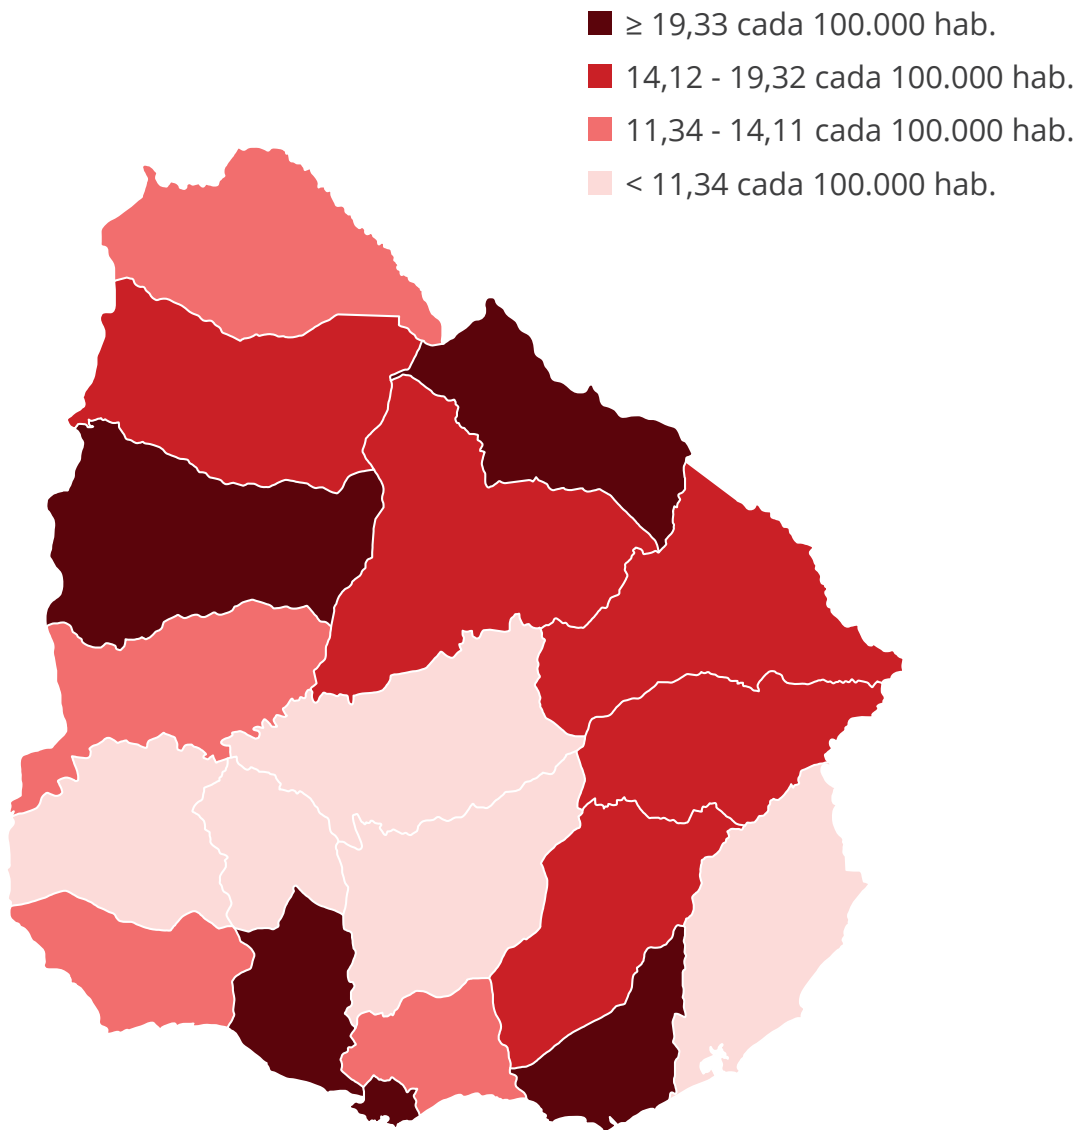 ≥ 19,33 cada 100.000 hab.
14,12 - 19,32 cada 100.000 hab.
11,34 - 14,11 cada 100.000 hab.
< 11,34 cada 100.000 hab.